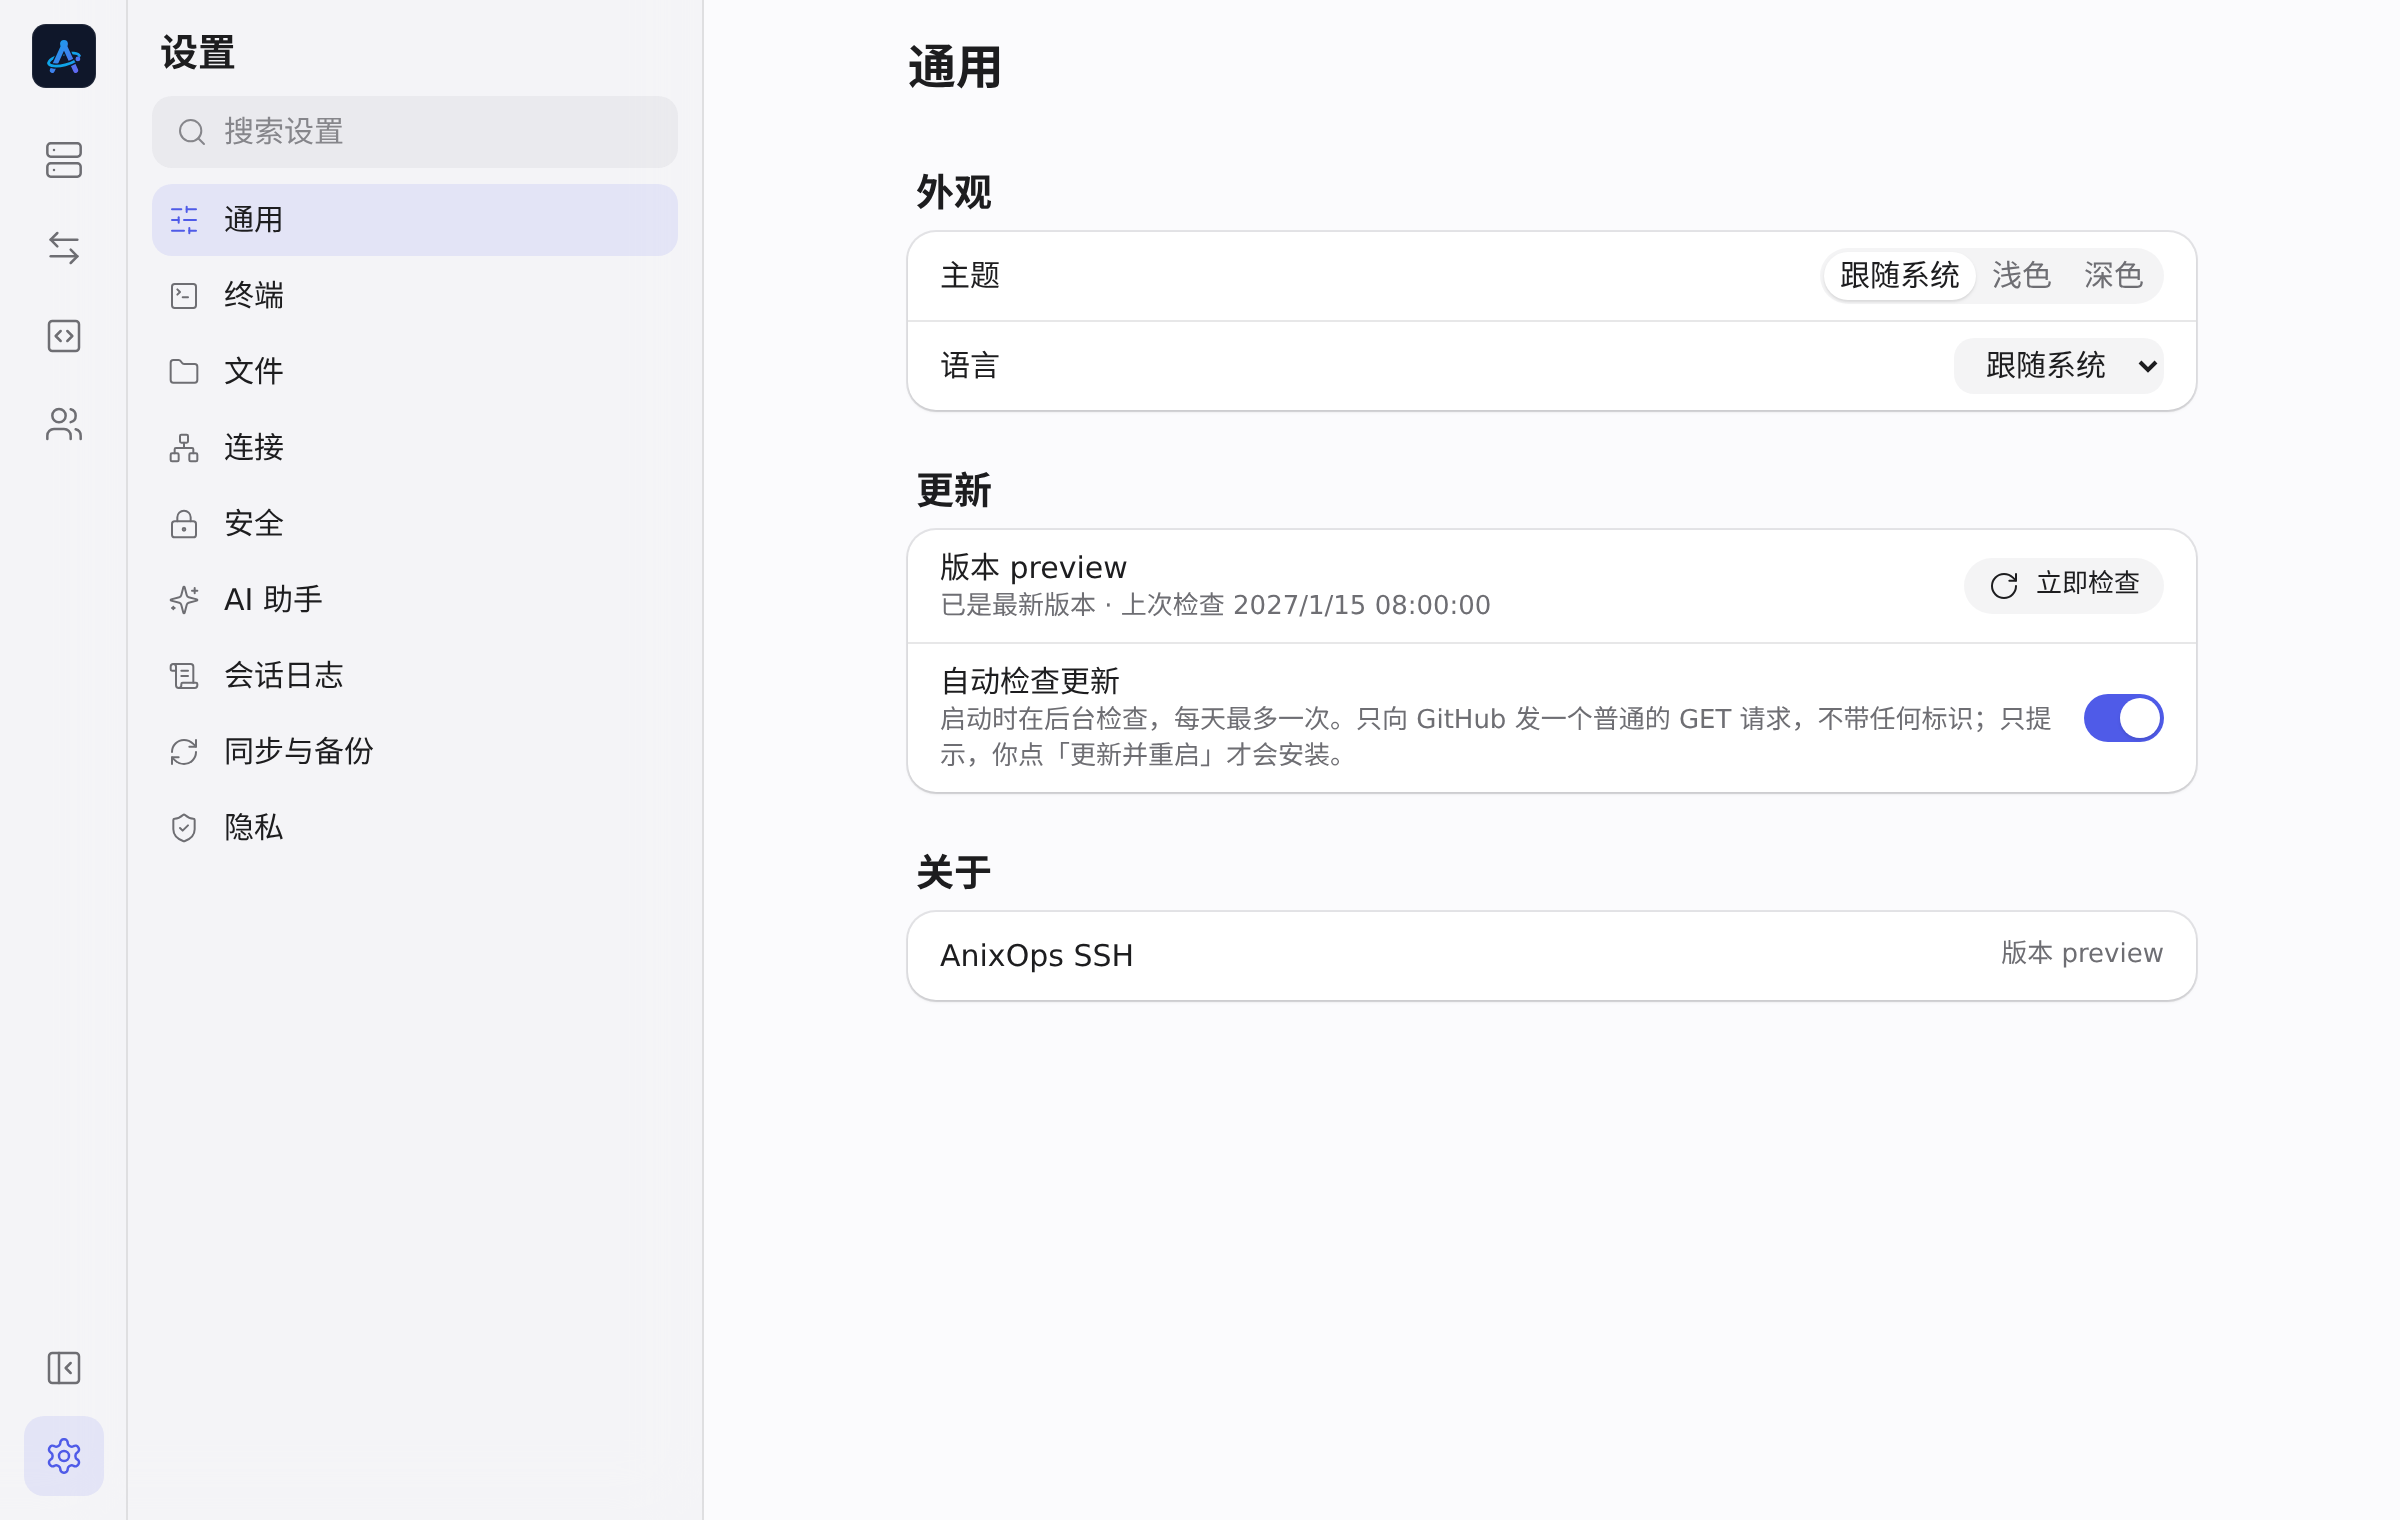 设置
搜索设置
通用
终端
文件
连接
安全
AI 助手
会话日志
同步与备份
隐私
通用
外观
主题
跟随系统 浅色 深色
语言
跟随系统
更新
版本 preview
已是最新版本 · 上次检查 2027/1/15 08:00:00
立即检查
自动检查更新
启动时在后台检查，每天最多一次。只向 GitHub 发一个普通的 GET 请求，不带任何标识；只提
示，你点「更新并重启」才会安装。
关于
AnixOps SSH
版本 preview